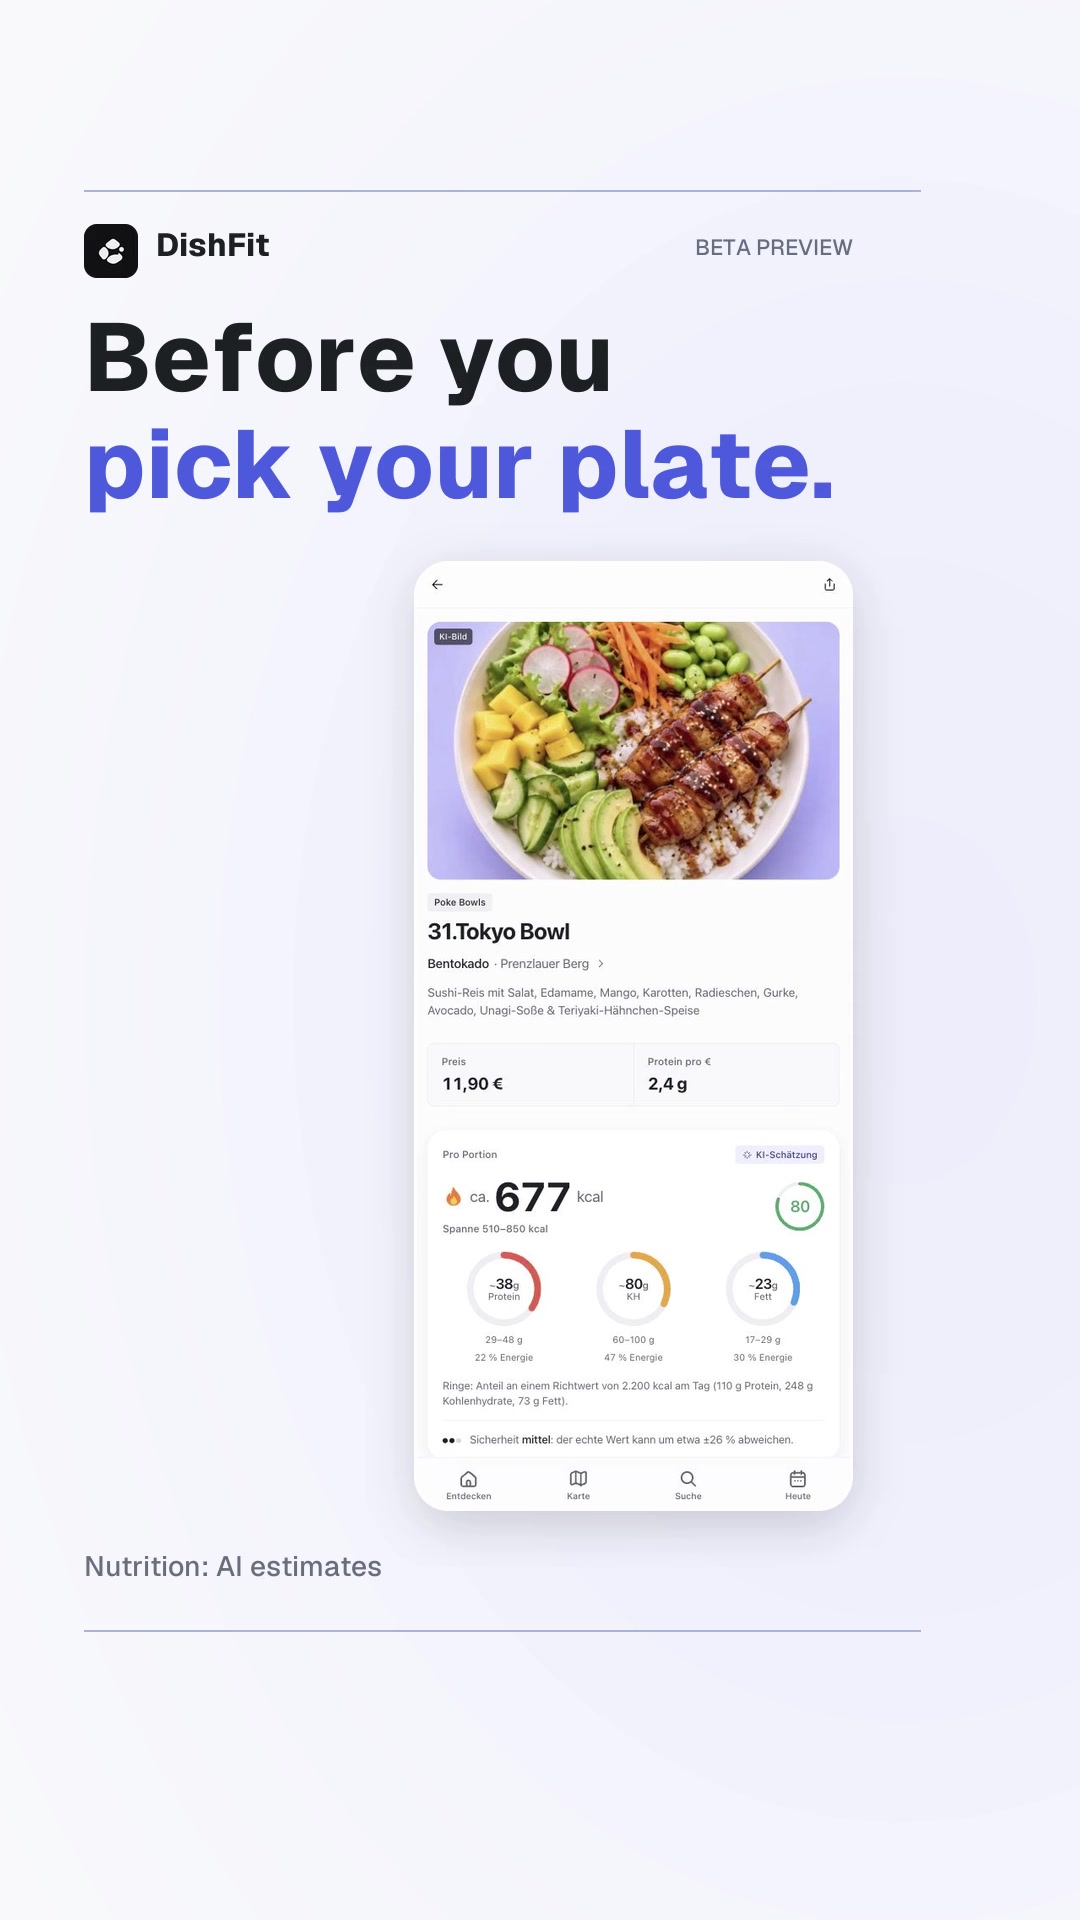 DishFit
BETA PREVIEW
Before you
pick your plate.
KI-Bild
Poke Bowls
31.Tokyo Bowl
Bentokado · Prenzlauer Berg >
Sushi-Reis mit Salat, Edamame, Mango, Karotten, Radieschen, Gurke,
Avocado, Unagi-Soße & Teriyaki-Hähnchen-Speise
Preis
11,90 €
Protein pro €
2,4 g
Pro Portion
KI-Schätzung
ca. 677 kcal
80
Spanne 510–850 kcal
~38g
Protein
~80g
KH
~23g
Fett
29–48 g
60–100 g
17–29 g
22 % Energie
47 % Energie
30 % Energie
Ringe: Anteil an einem Richtwert von 2.200 kcal am Tag (110 g Protein, 248 g
Kohlenhydrate, 73 g Fett).
Sicherheit mittel: der echte Wert kann um etwa ±26 % abweichen.
Entdecken
Karte
Suche
Heute
Nutrition: AI estimates